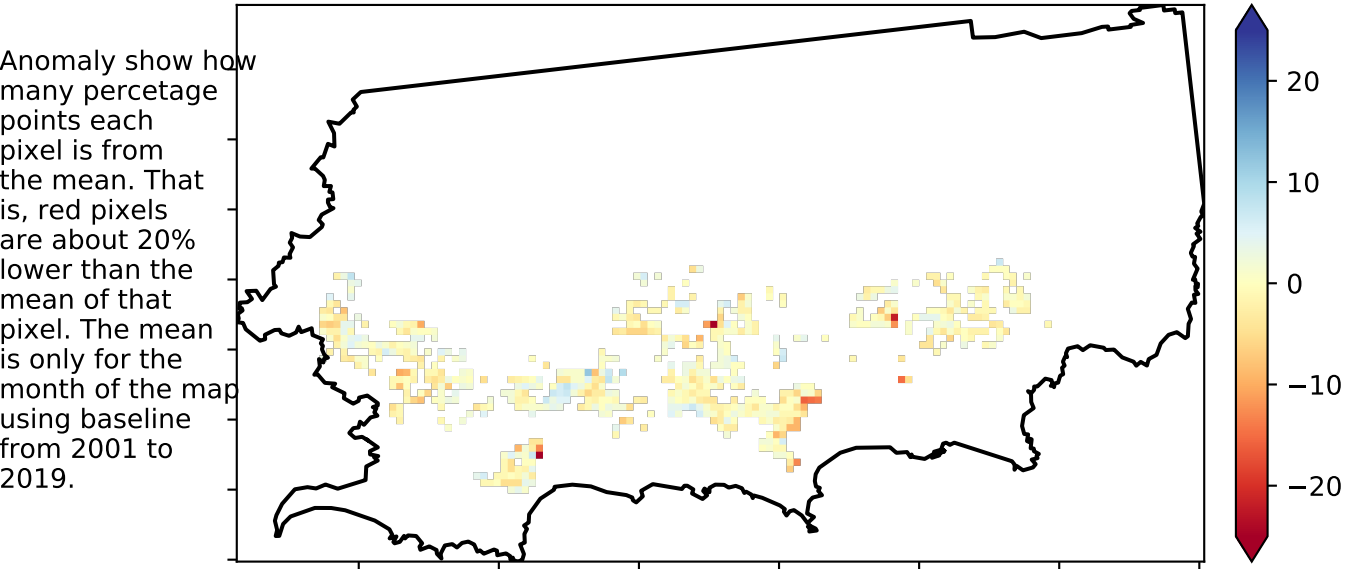 Anomaly show how
many percetage
points each
pixel is from
the mean. That
is, red pixels
are about 20%
lower than the
mean of that
pixel. The mean
is only for the
month of the map
using baseline
from 2001 to
2019.
20
10
0
−10
−20